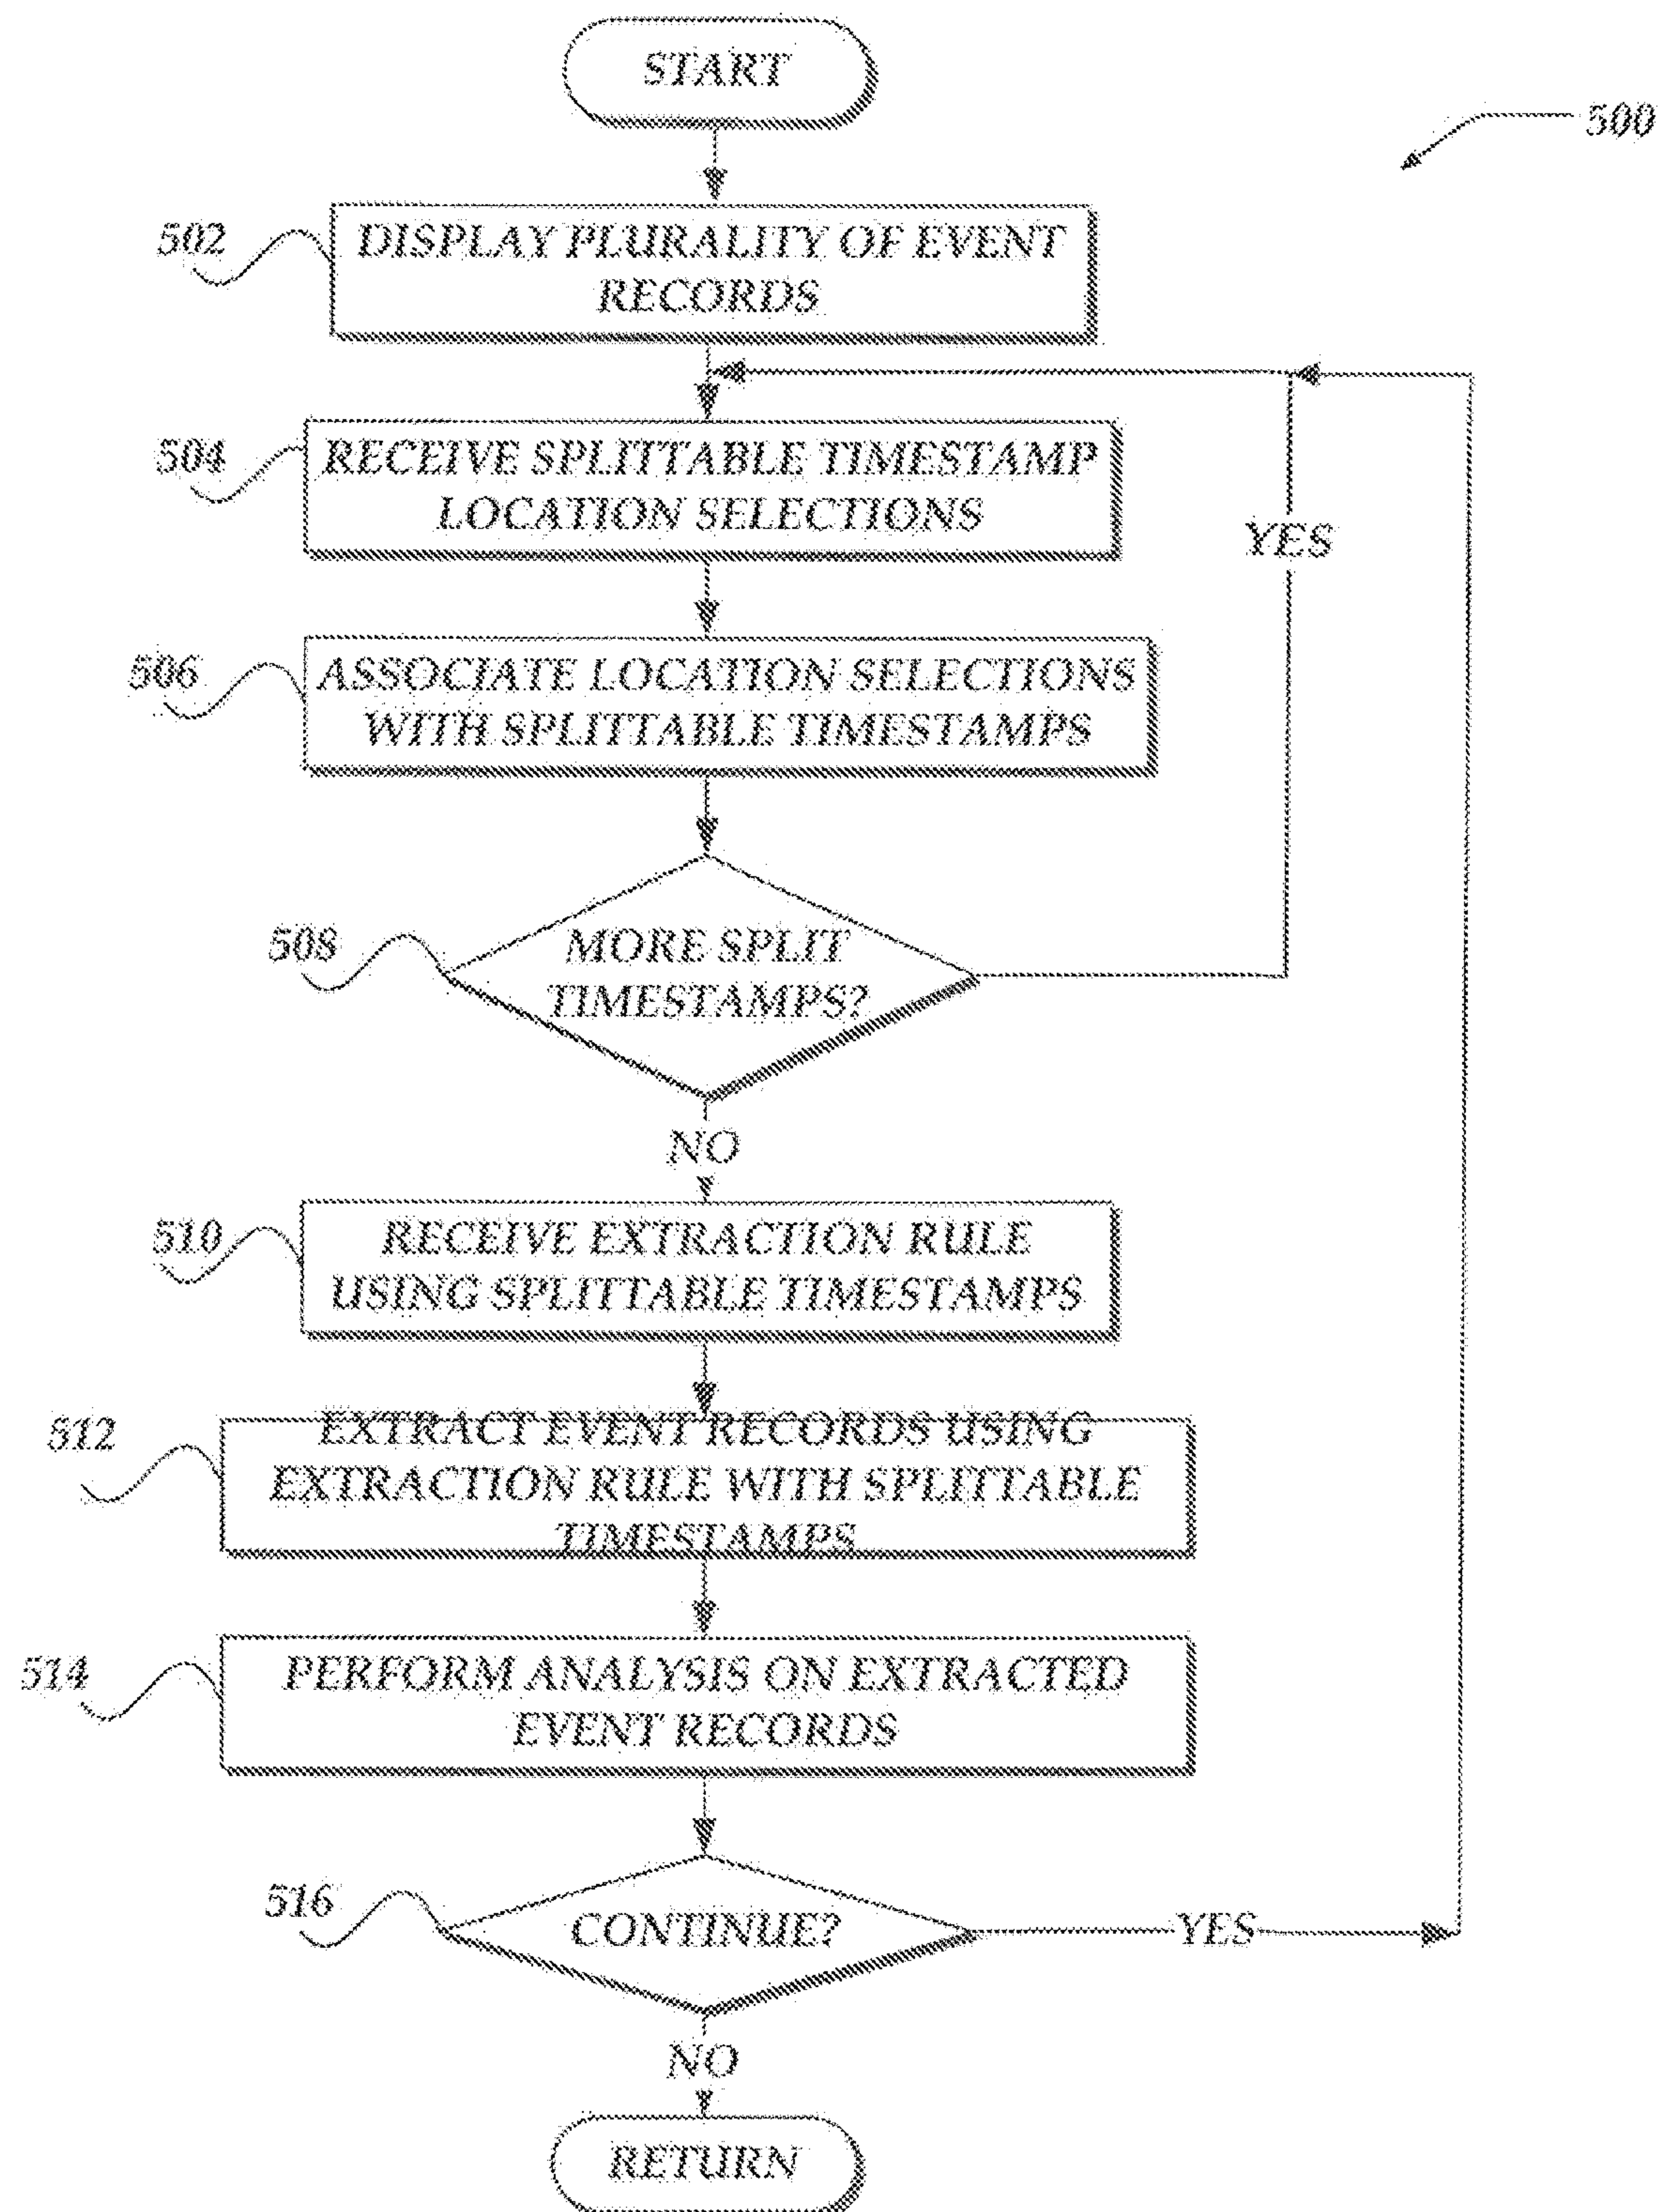 START
500
502
DISPLAY PLURALITY OF EVENT
RECORDS
504
RECEIVE SPLITTABLE TIMESTAMP
LOCATION SELECTIONS
YES
506
ASSOCIATE LOCATION SELECTIONS
WITH SPLITTABLE TIMESTAMPS
508
MORE SPLIT
TIMESTAMPS?
NO
510
RECEIVE EXTRACTION RULE
USING SPLITTABLE TIMESTAMPS
512
EXTRACT EVENT RECORDS USING
EXTRACTION RULE WITH SPLITTABLE
TIMESTAMPS
514
PERFORM ANALYSIS ON EXTRACTED
EVENT RECORDS
516
CONTINUE?
YES
NO
RETURN